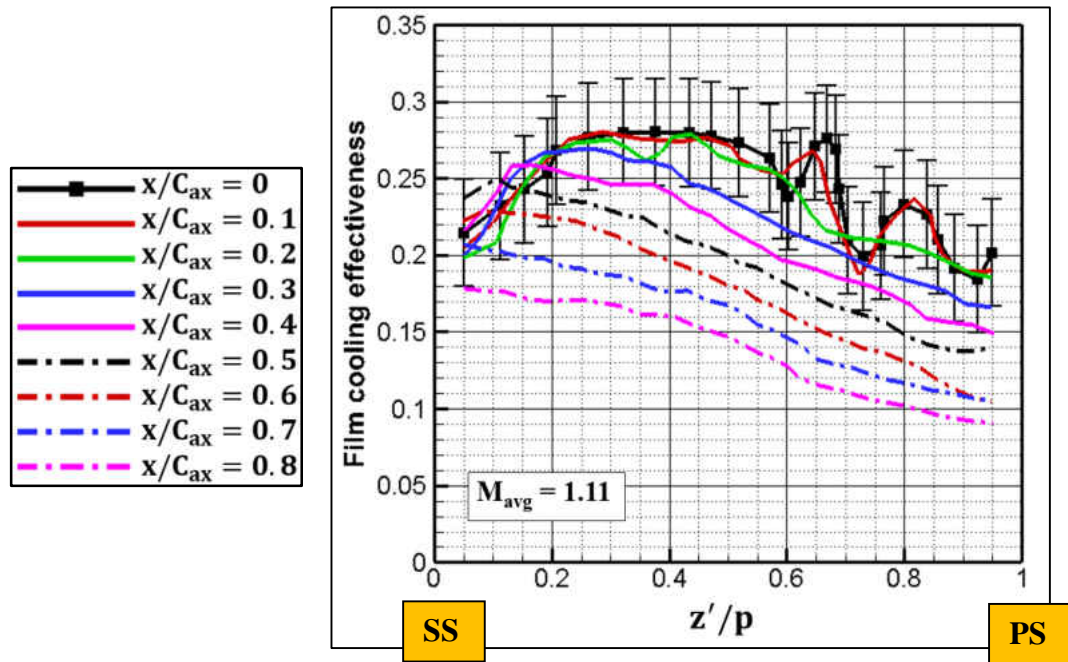 x/Cax = 0
x/Cax = 0.1
x/Cax = 0.2
x/Cax = 0.3
x/Cax = 0.4
x/Cax = 0.5
x/Cax = 0.6
x/Cax = 0.7
x/Cax = 0.8
Film cooling effectiveness
0.35
0.3
0.25
0.2
0.15
0.1
0.05
0
Mavg = 1.11
0 0.2 0.4 0.6 0.8 1
z′/p
SS PS